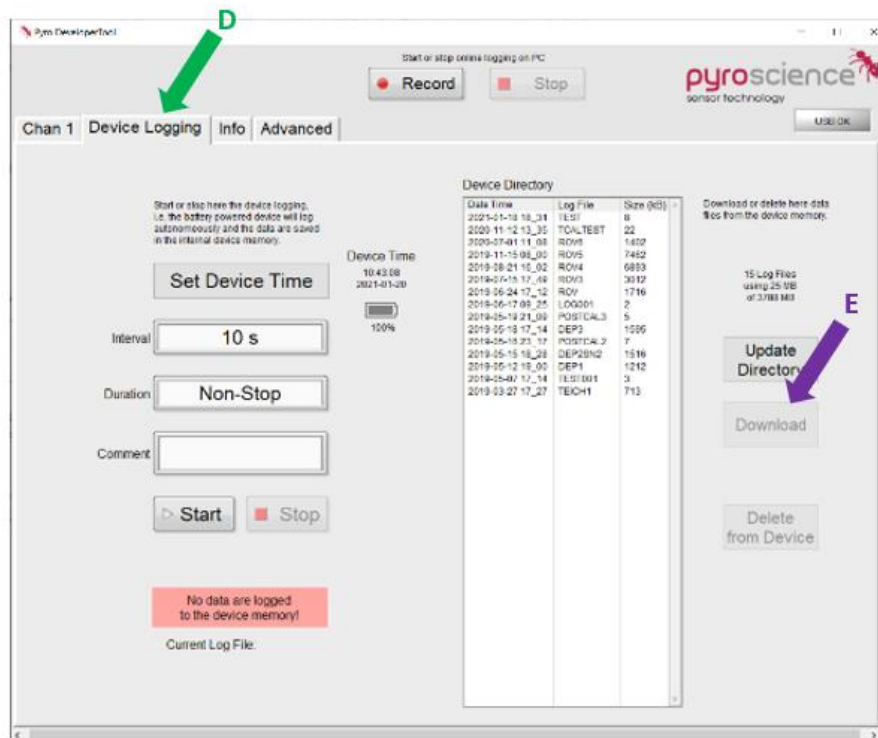 D
Pyro DeveloperTool
Start or stop online logging on PC
Record
Stop
pyroscience
sensor technology
USB OK
Chan 1
Device Logging
Info
Advanced
Start or stop here the device logging,
i.e. the battery powered device will log
autonomously and the data are saved
in the internal device memory.
Set Device Time
Device Time
10:43:08
2021-01-20
100%
Interval
10 s
Duration
Non-Stop
Comment
Start
Stop
No data are logged
to the device memory!
Current Log File:
Device Directory
Date Time Log File Size (kB)
2021-01-18 18_31 TEST 8
2020-11-12 13_35 TCALTEST 22
2020-07-01 11_08 ROV6 1402
2019-11-15 08_00 ROV5 7462
2019-08-21 10_02 ROV4 6893
2019-07-15 17_49 ROV3 3012
2019-06-24 17_12 ROV 1716
2019-06-17 09_25 LOG001 2
2019-05-19 21_09 POSTCAL3 5
2019-05-18 17_14 DEP3 1595
2019-05-16 23_17 POSTCAL2 7
2019-05-15 18_28 DEP2SN2 1516
2019-05-12 19_00 DEP1 1212
2019-05-07 17_14 TEST001 3
2019-03-27 17_27 TEICH1 713
Download or delete here data
files from the device memory.
15 Log Files
using 25 MB
of 3788 MB
E
Update
Directory
Download
Delete
from Device